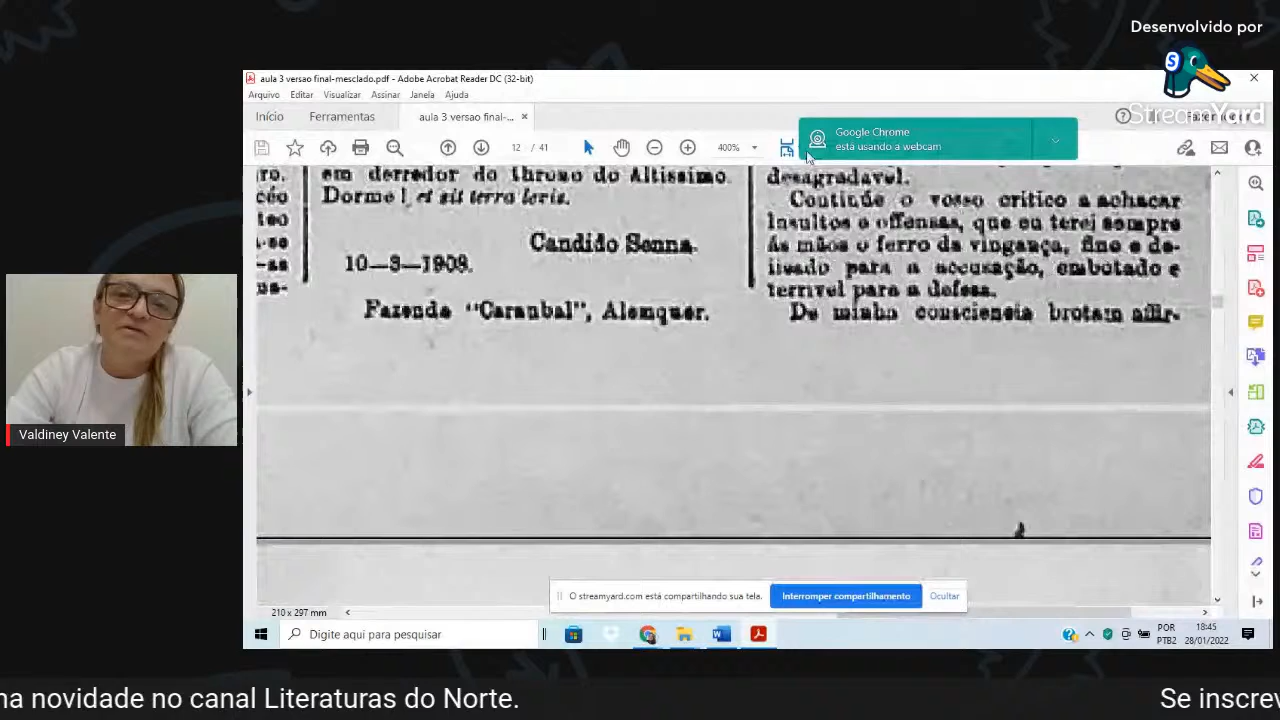 Desenvolvido por
StreamYard
aula 3 versao final-mesclado.pdf - Adobe Acrobat Reader DC (32-bit)
Arquivo Editar Visualizar Assinar Janela Ajuda
Início Ferramentas aula 3 versao final-...
Google Chrome
está usando a webcam
12 / 41
400%
ro.
céo
em derredor do throno do Altissimo.
Dorme! et sit terra levis.
Candido Senna.
Fazenda "Caranbal", Alemquer.
desagradavel.
Continúe o vosso critico a achacar
insultos e offensas, que eu terei sempre
ás mãos o ferro da vingança, fino e de-
licado para a accusação, embotado e
terrivel para a defesa.
De minha consciencia brotam affir-
Valdiney Valente
O streamyard.com está compartilhando sua tela. Interromper compartilhamento Ocultar
210 x 297 mm
Digite aqui para pesquisar
POR
PTB2
18:45
28/01/2022
na novidade no canal Literaturas do Norte. Se inscrev